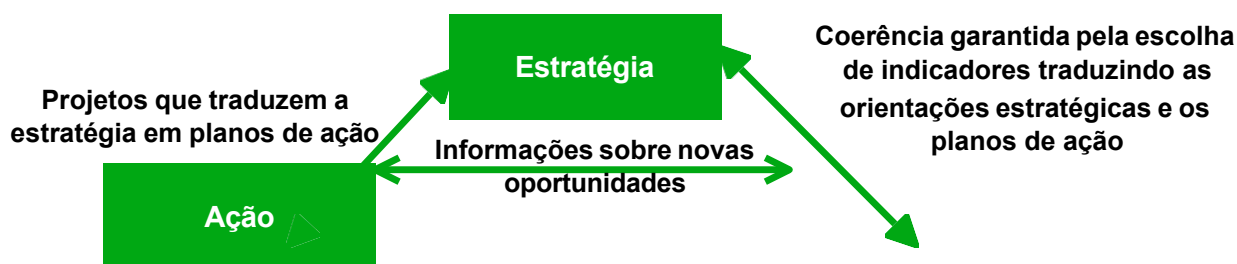 Estratégia
Coerência garantida pela escolha
de indicadores traduzindo as
orientações estratégicas e os
planos de ação
Projetos que traduzem a
estratégia em planos de ação
Informações sobre novas
oportunidades
Ação